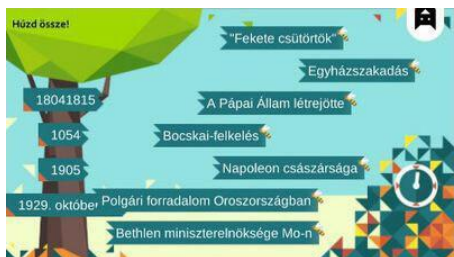 Húzd össze!
"Fekete csütörtök"
Egyházszakadás
18041815
A Pápai Állam létrejötte
1054
Bocskai-felkelés
1905
Napoleon császársága
1929. október
Polgári forradalom Oroszországban
Bethlen miniszterelnöksége Mo-n